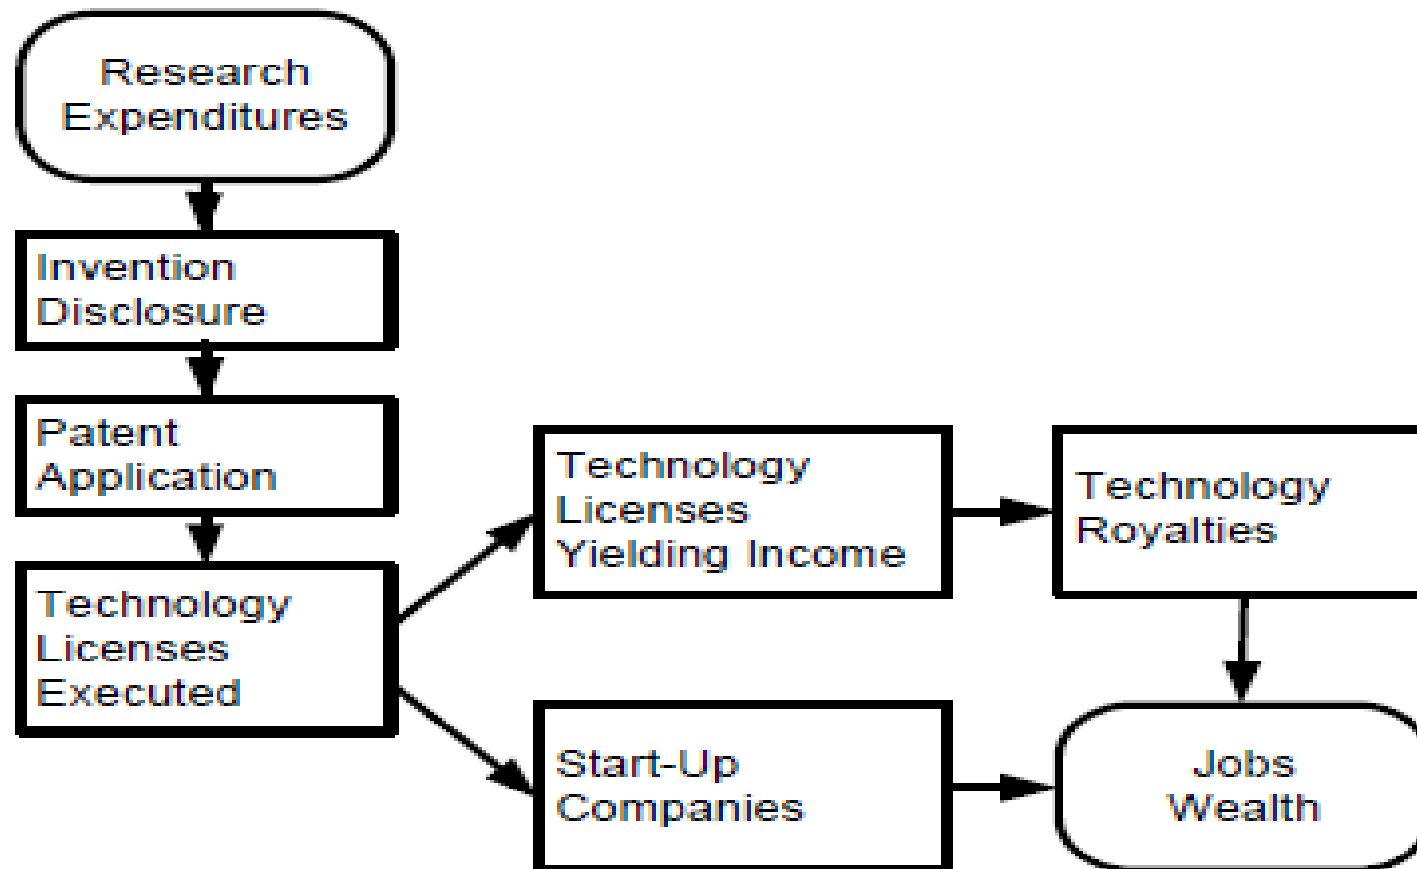 Research
Expenditures
Invention
Disclosure
Patent
Application
Technology
Licenses
Executed
Technology
Licenses
Yielding Income
Technology
Royalties
Start-Up
Companies
Jobs
Wealth